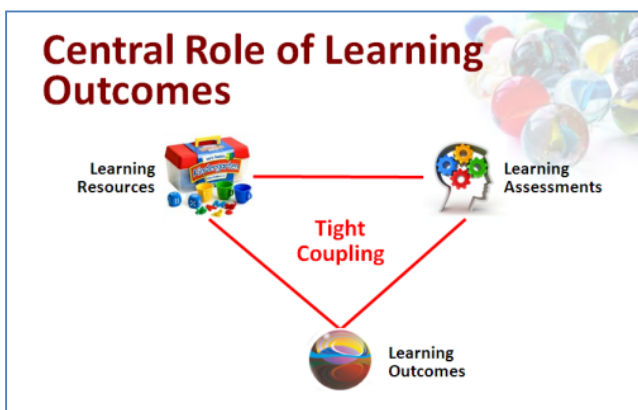 Central Role of Learning
Outcomes
Learning
Resources
Learning
Assessments
Tight
Coupling
Learning
Outcomes